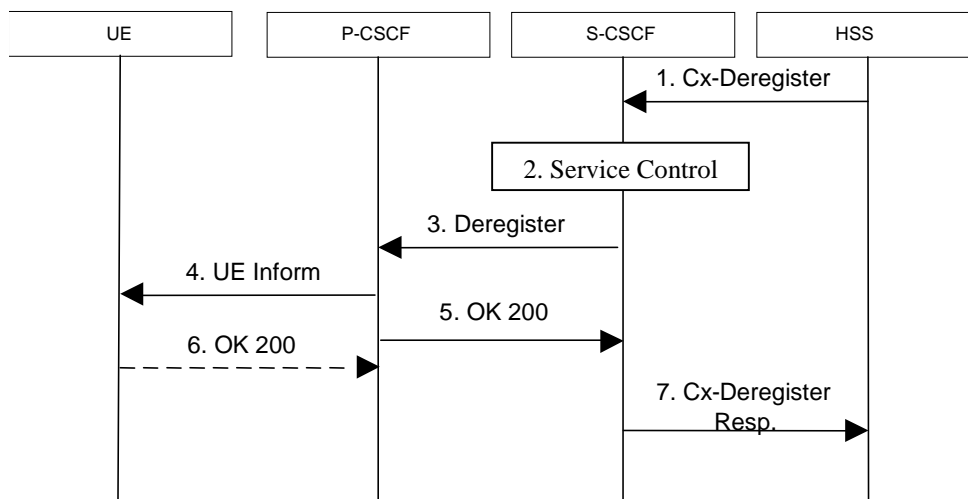 UE
P-CSCF
S-CSCF
HSS
1. Cx-Deregister
2. Service Control
3. Deregister
4. UE Inform
5. OK 200
6. OK 200
7. Cx-Deregister
Resp.